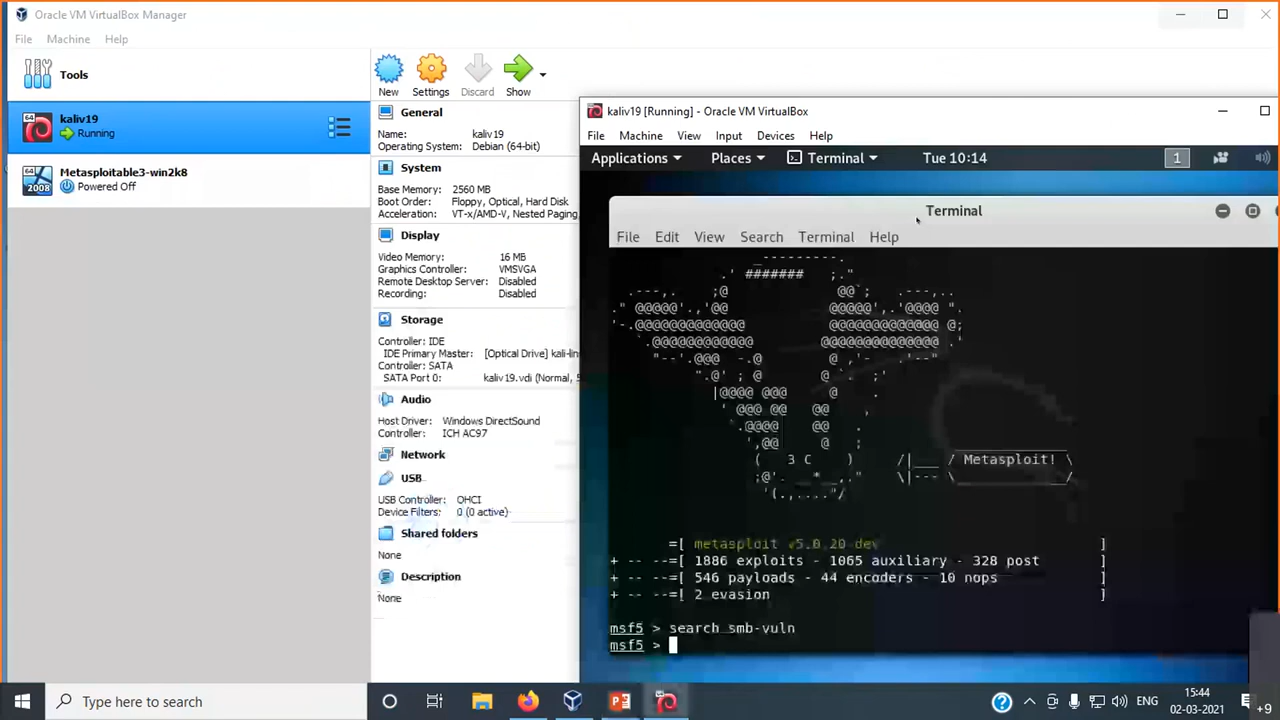 Oracle VM VirtualBox Manager
File Machine Help
Tools
New Settings Discard Show
kaliv19
Running
Metasploitable3-win2k8
Powered Off
General
Name: kaliv19
Operating System: Debian (64-bit)
System
Base Memory: 2560 MB
Boot Order: Floppy, Optical, Hard Disk
Acceleration: VT-x/AMD-V, Nested Paging,
Display
Video Memory: 16 MB
Graphics Controller: VMSVGA
Remote Desktop Server: Disabled
Recording: Disabled
Storage
Controller: IDE
IDE Primary Master: [Optical Drive] kali-lin
Controller: SATA
SATA Port 0: kaliv19.vdi (Normal, 5
Audio
Host Driver: Windows DirectSound
Controller: ICH AC97
Network
USB
USB Controller: OHCI
Device Filters: 0 (0 active)
Shared folders
None
Description
None
kaliv19 [Running] - Oracle VM VirtualBox
File Machine View Input Devices Help
Applications Places Terminal Tue 10:14 1
Terminal
File Edit View Search Terminal Help
Metasploit!
=[ metasploit v5.0.20-dev ]
+ -- --=[ 1886 exploits - 1065 auxiliary - 328 post ]
+ -- --=[ 546 payloads - 44 encoders - 10 nops ]
+ -- --=[ 2 evasion ]
msf5 > search smb-vuln
msf5 >
Type here to search
ENG
15:44
02-03-2021
+9
64
64
2008